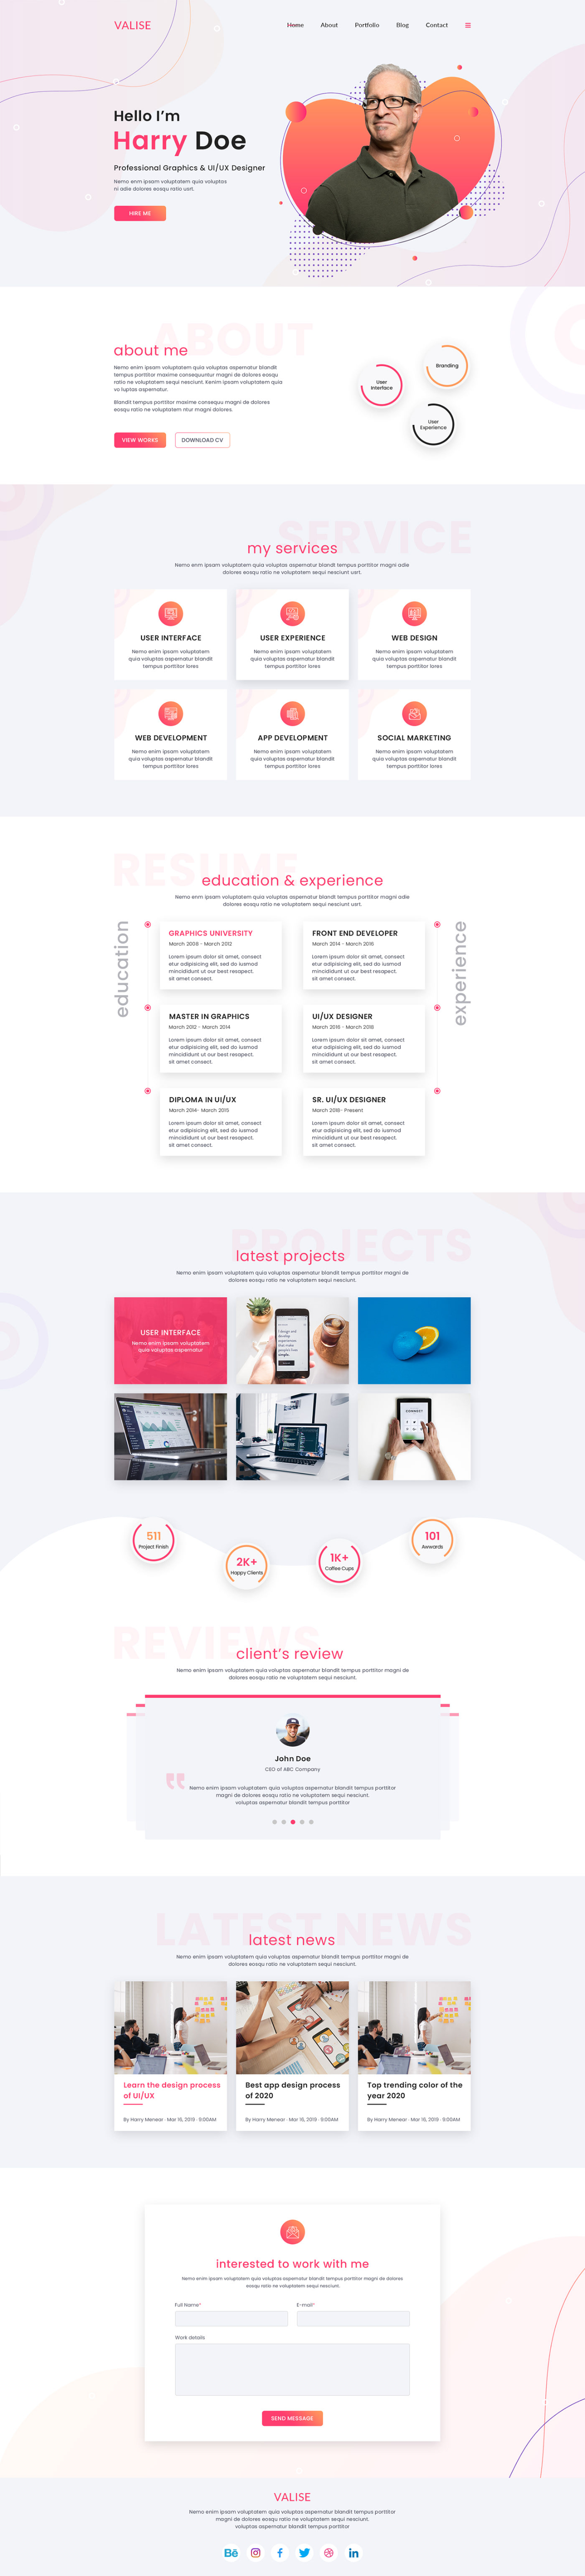 VALISE
Home About Portfolio Blog Contact
Hello I'm
Harry Doe
Professional Graphics & UI/UX Designer
Nemo enm ipsam voluptatem quia voluptas
ni odie dolores eosqu ratio usrt.
HIRE ME
ABOUT
about me
Nemo enim ipsam voluptatem quia voluptas aspernatur blandit
tempus porttitor maxime consequuntur magni de dolores eosqu
ratio ne voluptatem sequi nesciunt. Kenim ipsam voluptatem quia
vo luptas aspernatur.
Blandit tempus porttitor maxime consequ magni de dolores
eosqu ratio ne voluptatem ntur magni dolores.
VIEW WORKS
DOWNLOAD CV
Branding
User
Interface
User
Experience
SERVICE
my services
Nemo enim ipsam voluptatem quia voluptas aspernatur blandit tempus porttitor magni odie
dolores eosqu ratio ne voluptatem sequi nesciunt usrt.
USER INTERFACE
Nemo enim ipsam voluptatem
quia voluptas aspernatur blandit
tempus porttitor lores
USER EXPERIENCE
Nemo enim ipsam voluptatem
quia voluptas aspernatur blandit
tempus porttitor lores
WEB DESIGN
Nemo enim ipsam voluptatem
quia voluptas aspernatur blandit
tempus porttitor lores
WEB DEVELOPMENT
Nemo enim ipsam voluptatem
quia voluptas aspernatur blandit
tempus porttitor lores
APP DEVELOPMENT
Nemo enim ipsam voluptatem
quia voluptas aspernatur blandit
tempus porttitor lores
SOCIAL MARKETING
Nemo enim ipsam voluptatem
quia voluptas aspernatur blandit
tempus porttitor lores
RESUME
education & experience
Nemo enim ipsam voluptatem quia voluptas aspernatur blandit tempus porttitor magni odie
dolores eosqu ratio ne voluptatem sequi nesciunt usrt.
education
GRAPHICS UNIVERSITY
March 2008 - March 2012
Lorem ipsum dolor sit amet, consect
etur adipisicing elit, sed do iusmod
mincididunt ut our best resapect.
sit amet consect.
MASTER IN GRAPHICS
March 2012 - March 2014
Lorem ipsum dolor sit amet, consect
etur adipisicing elit, sed do iusmod
mincididunt ut our best resapect.
sit amet consect.
DIPLOMA IN UI/UX
March 2014- March 2015
Lorem ipsum dolor sit amet, consect
etur adipisicing elit, sed do iusmod
mincididunt ut our best resapect.
sit amet consect.
experience
FRONT END DEVELOPER
March 2014 - March 2016
Lorem ipsum dolor sit amet, consect
etur adipisicing elit, sed do iusmod
mincididunt ut our best resapect.
sit amet consect.
UI/UX DESIGNER
March 2016 - March 2018
Lorem ipsum dolor sit amet, consect
etur adipisicing elit, sed do iusmod
mincididunt ut our best resapect.
sit amet consect.
SR. UI/UX DESIGNER
March 2018- Present
Lorem ipsum dolor sit amet, consect
etur adipisicing elit, sed do iusmod
mincididunt ut our best resapect.
sit amet consect.
PROJECTS
latest projects
Nemo enim ipsam voluptatem quia voluptas aspernatur blandit tempus porttitor magni de
dolores eosqu ratio ne voluptatem sequi nesciunt.
USER INTERFACE
Nemo enim ipsam voluptatem
quia voluptas aspernatur
CONNECT
511
Project Finish
2K+
Happy Clients
1K+
Coffee Cups
101
Awwards
REVIEWS
client's review
Nemo enim ipsam voluptatem quia voluptas aspernatur blandit tempus porttitor magni de
dolores eosqu ratio ne voluptatem sequi nesciunt.
John Doe
CEO of ABC Company
Nemo enim ipsam voluptatem quia voluptas aspernatur blandit tempus porttitor
magni de dolores eosqu ratio ne voluptatem sequi nesciunt.
voluptas aspernatur blandit tempus porttitor
LATEST NEWS
latest news
Nemo enim ipsam voluptatem quia voluptas aspernatur blandit tempus porttitor magni de
dolores eosqu ratio ne voluptatem sequi nesciunt.
Learn the design process
of UI/UX
By Harry Menear · Mar 16, 2019 · 9:00AM
Best app design process
of 2020
By Harry Menear · Mar 16, 2019 · 9:00AM
Top trending color of the
year 2020
By Harry Menear · Mar 16, 2019 · 9:00AM
interested to work with me
Nemo enim ipsam voluptatem quia voluptas aspernatur blandit tempus porttitor magni de dolores
eosqu ratio ne voluptatem sequi nesciunt.
Full Name*
E-mail*
Work details
SEND MESSAGE
VALISE
Nemo enim ipsam voluptatem quia voluptas aspernatur blandit tempus porttitor
magni de dolores eosqu ratio ne voluptatem sequi nesciunt.
voluptas aspernatur blandit tempus porttitor
Bē
f
in